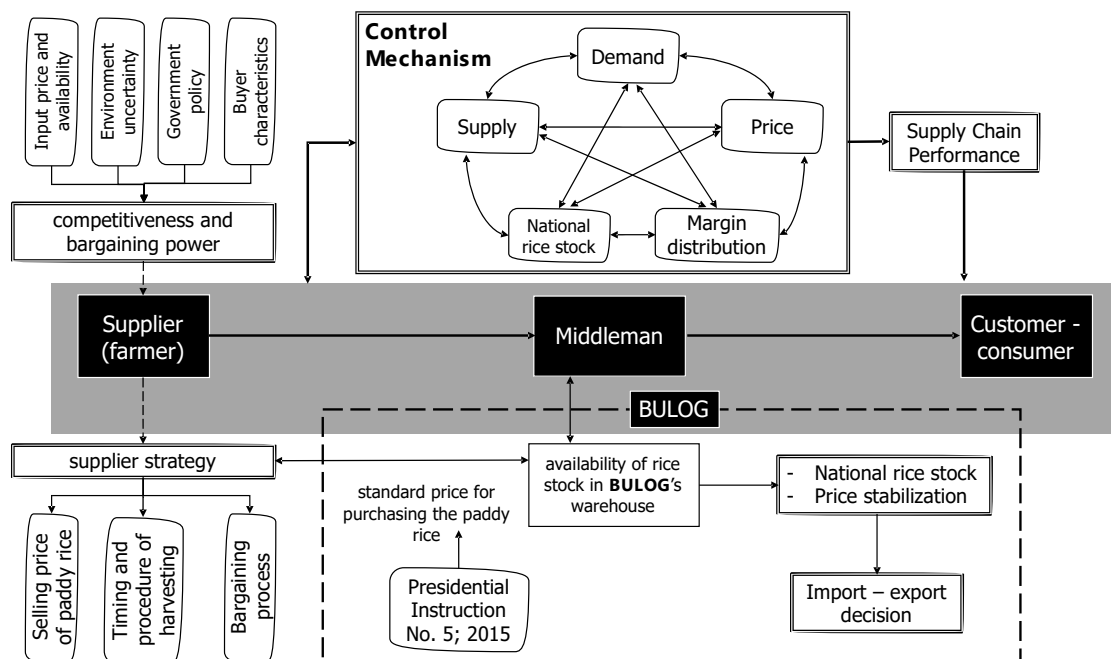 Input price and
availability
Environment
uncertainty
Government
policy
Buyer
characteristics
competitiveness and
bargaining power
Control
Mechanism
Demand
Supply
Price
National
rice stock
Margin
distribution
Supply Chain
Performance
Supplier
(farmer)
Middleman
Customer -
consumer
BULOG
supplier strategy
Selling price
of paddy rice
Timing and
procedure of
harvesting
Bargaining
process
standard price for
purchasing the paddy
rice
Presidential
Instruction
No. 5; 2015
availability of rice
stock in BULOG's
warehouse
- National rice stock
- Price stabilization
Import – export
decision